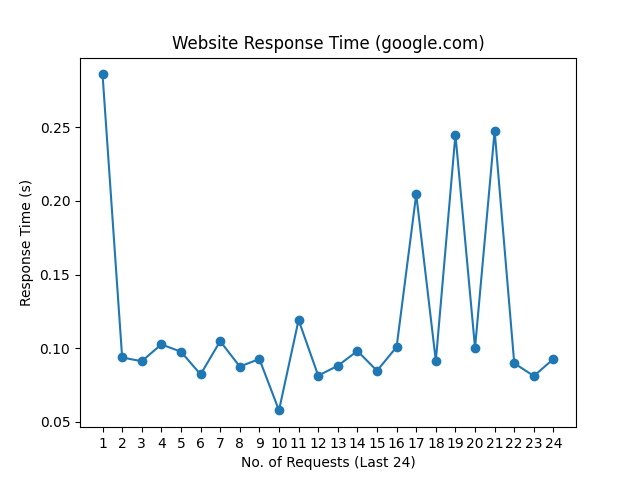 Website Response Time (google.com)
Response Time (s)
0.25
0.20
0.15
0.10
0.05
1 2 3 4 5 6 7 8 9 10 11 12 13 14 15 16 17 18 19 20 21 22 23 24
No. of Requests (Last 24)